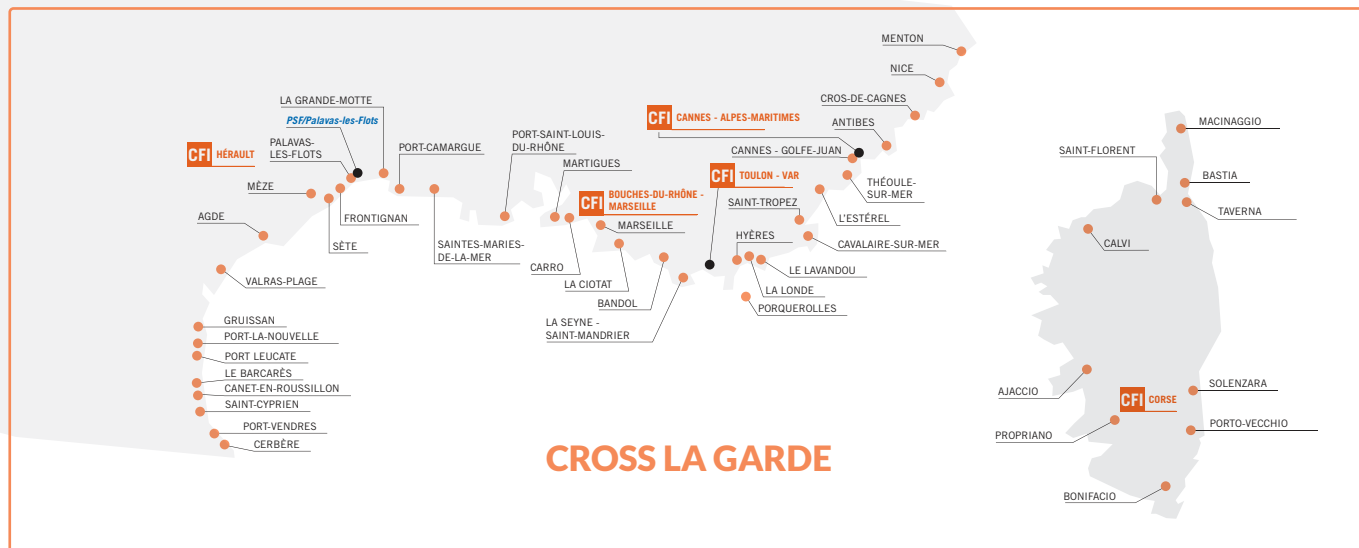 MENTON
NICE
LA GRANDE-MOTTE
CROS-DE-CAGNES
PSF/Palavas-les-Flots
CFI CANNES - ALPES-MARITIMES
ANTIBES
MACINAGGIO
PORT-SAINT-LOUIS-
DU-RHÔNE
PALAVAS-
LES-FLOTS
CFI HÉRAULT
PORT-CAMARGUE
CANNES - GOLFE-JUAN
SAINT-FLORENT
MARTIGUES
CFI TOULON - VAR
BASTIA
MÈZE
THÉOULE-
SUR-MER
CFI BOUCHES-DU-RHÔNE -
MARSEILLE
SAINT-TROPEZ
TAVERNA
AGDE
FRONTIGNAN
MARSEILLE
L'ESTÉREL
SÈTE
SAINTES-MARIES-
DE-LA-MER
HYÈRES
CAVALAIRE-SUR-MER
CALVI
CARRO
LE LAVANDOU
VALRAS-PLAGE
LA CIOTAT
LA LONDE
BANDOL
PORQUEROLLES
GRUISSAN
LA SEYNE -
SAINT-MANDRIER
PORT-LA-NOUVELLE
PORT LEUCATE
LE BARCARÈS
CANET-EN-ROUSSILLON
SAINT-CYPRIEN
AJACCIO
SOLENZARA
CFI CORSE
PORT-VENDRES
PORTO-VECCHIO
PROPRIANO
CERBÈRE
CROSS LA GARDE
BONIFACIO